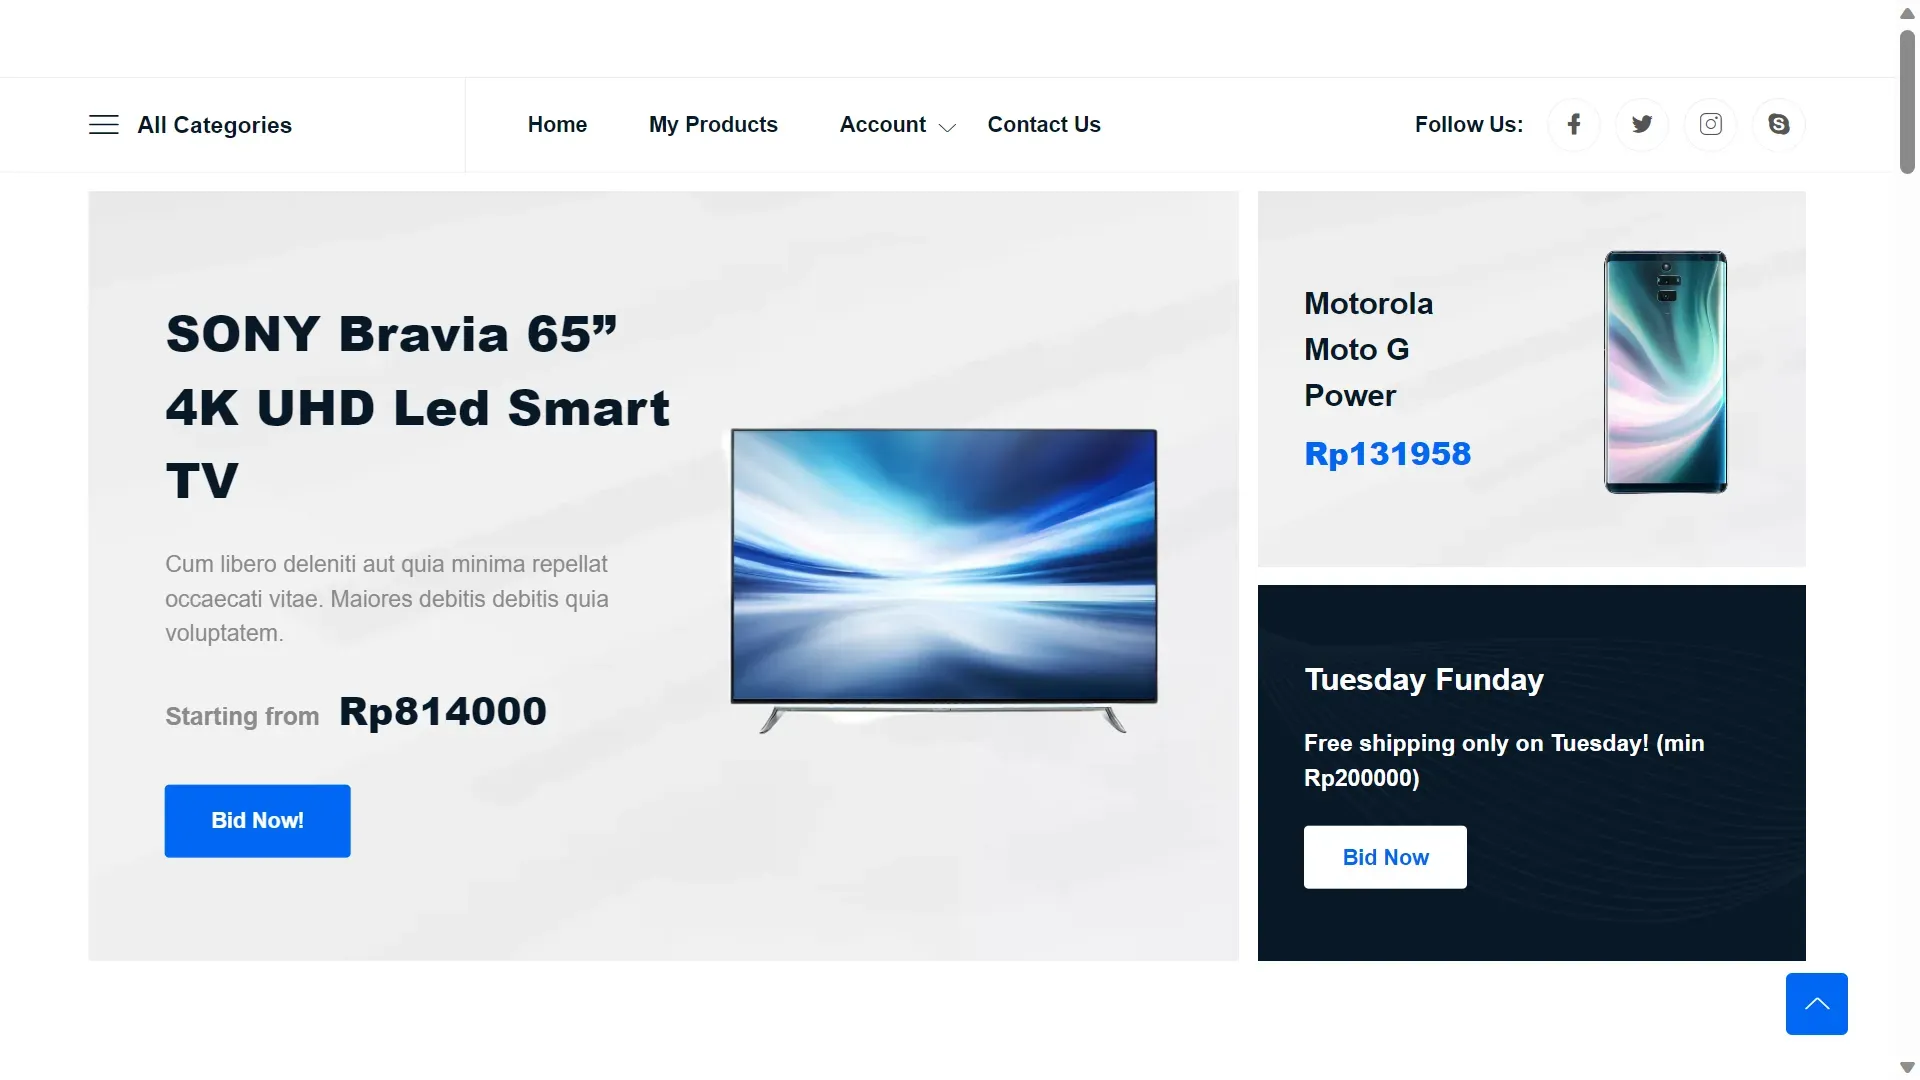 All Categories
Home
My Products
Account
Contact Us
Follow Us:
SONY Bravia 65”
4K UHD Led Smart
TV
Cum libero deleniti aut quia minima repellat
occaecati vitae. Maiores debitis debitis quia
voluptatem.
Starting from Rp814000
Bid Now!
Motorola
Moto G
Power
Rp131958
Tuesday Funday
Free shipping only on Tuesday! (min
Rp200000)
Bid Now